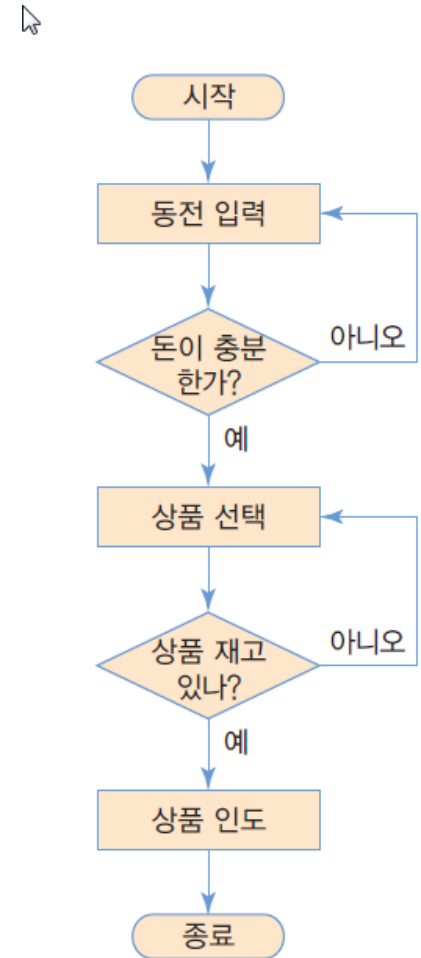 시작
동전 입력
돈이 충분
한가?
아니오
예
상품 선택
상품 재고
있나?
아니오
예
상품 인도
종료